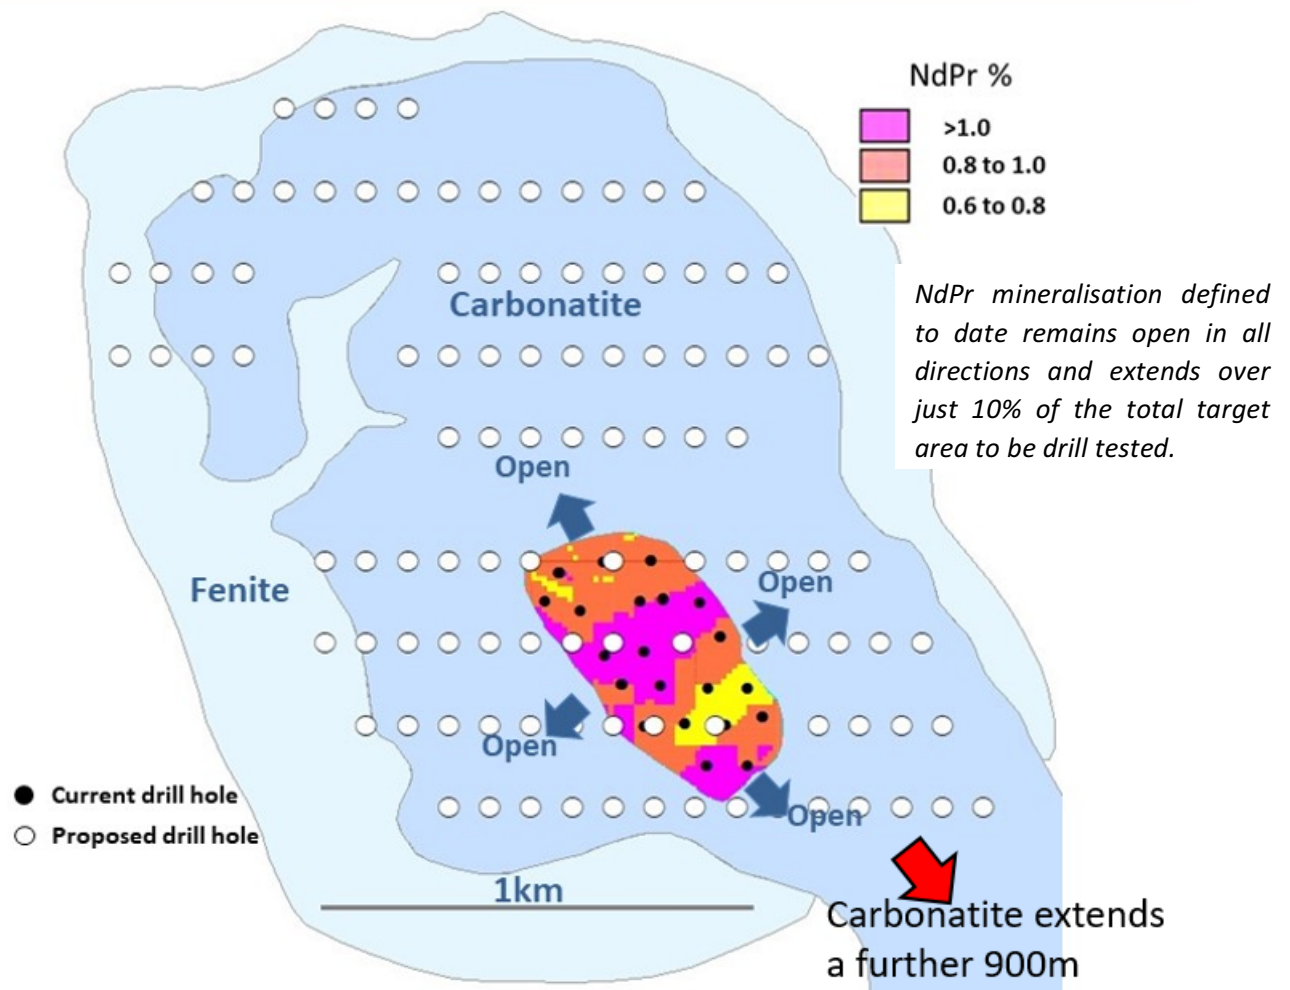 NdPr %
>1.0
0.8 to 1.0
0.6 to 0.8
NdPr mineralisation defined
to date remains open in all
directions and extends over
just 10% of the total target
area to be drill tested.
Carbonatite
Open
Open
Fenite
Open
Current drill hole
Open
Proposed drill hole
1km
Carbonatite extends
a further 900m